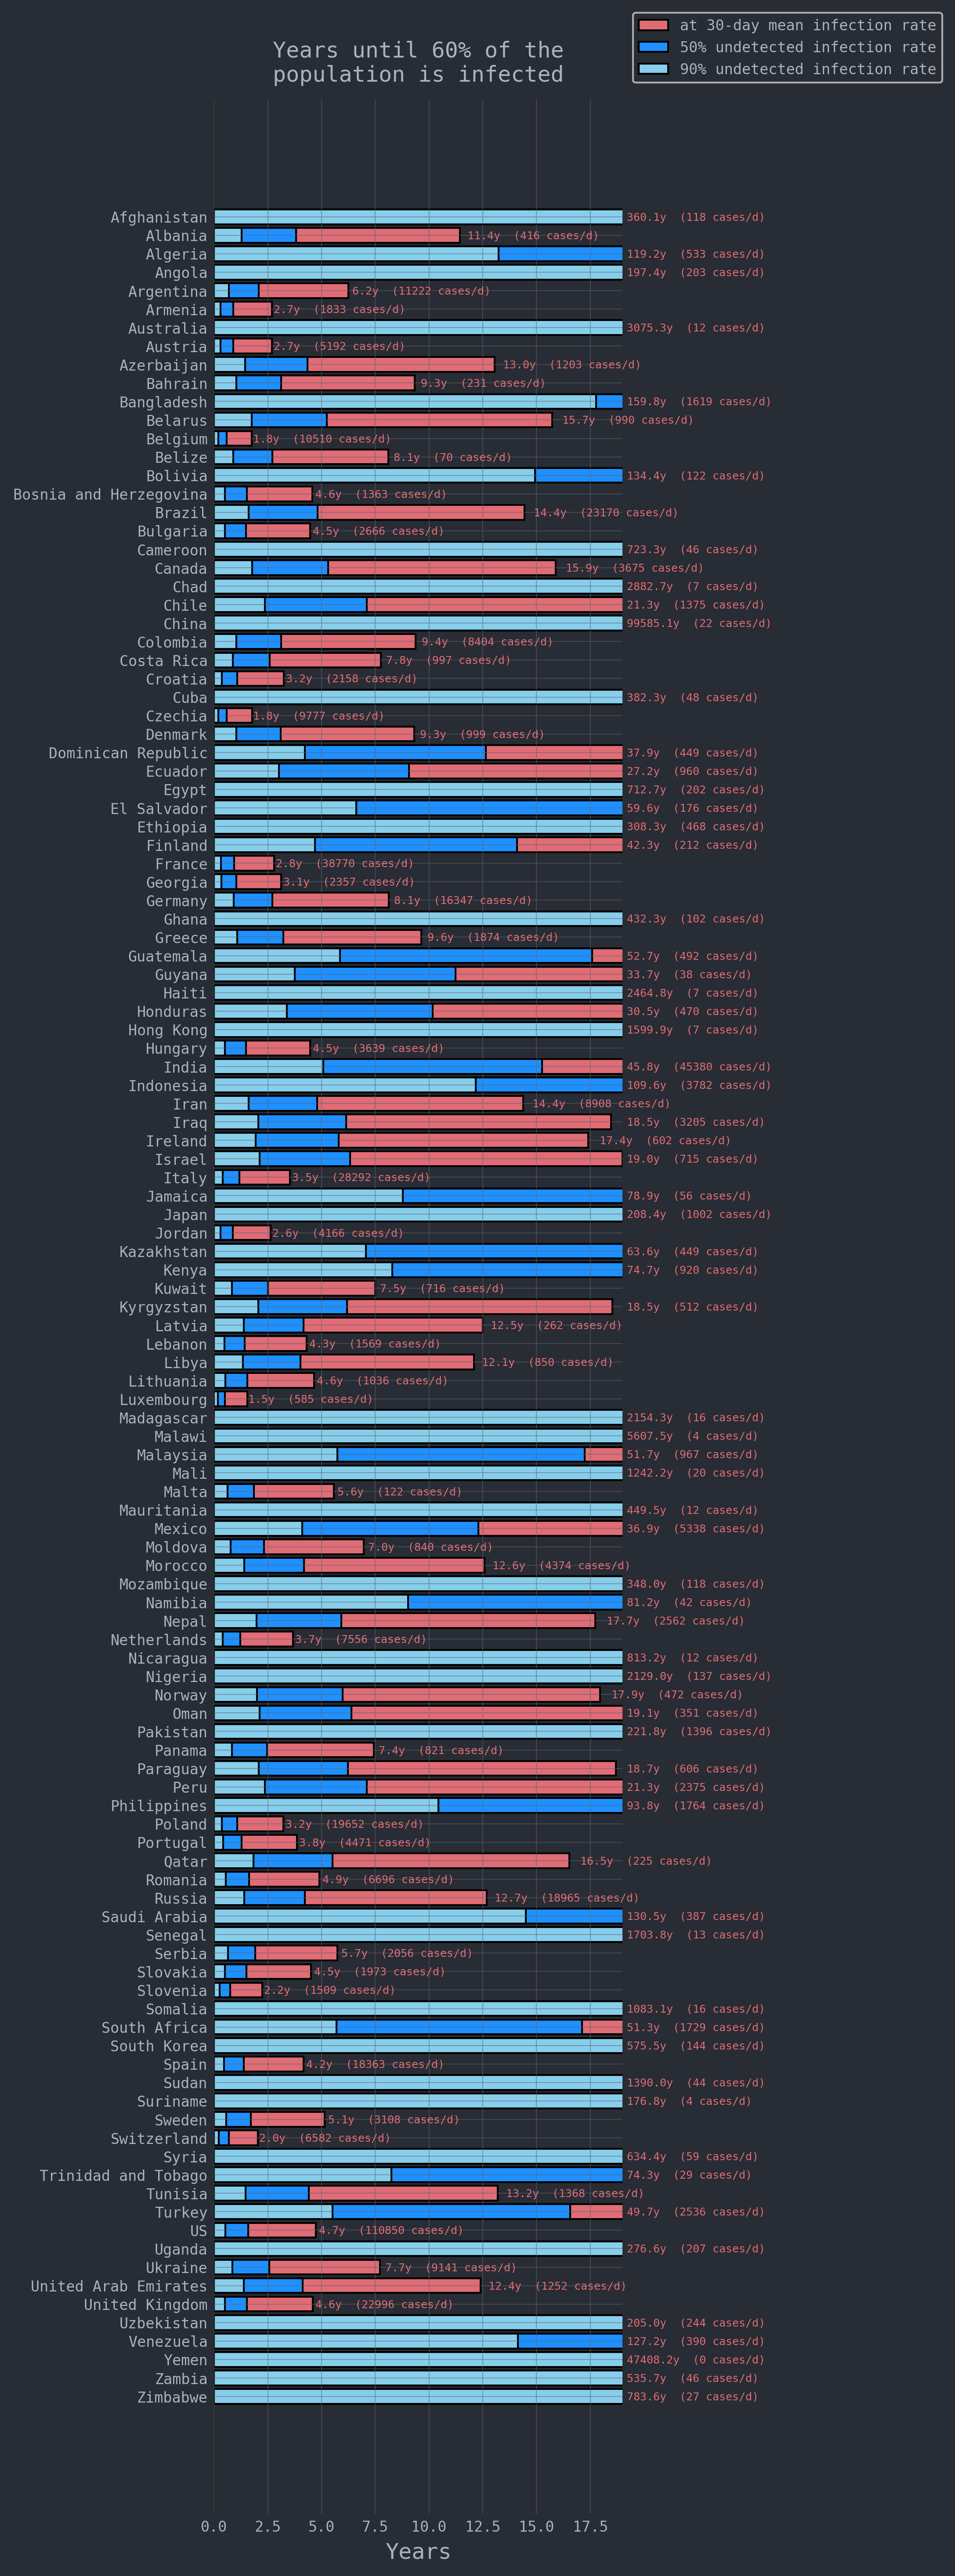 at 30-day mean infection rate
50% undetected infection rate
90% undetected infection rate
Years until 60% of the
population is infected
Afghanistan 360.1y (118 cases/d)
Albania 11.4y (416 cases/d)
Algeria 119.2y (533 cases/d)
Angola 197.4y (203 cases/d)
Argentina 6.2y (11222 cases/d)
Armenia 2.7y (1833 cases/d)
Australia 3075.3y (12 cases/d)
Austria 2.7y (5192 cases/d)
Azerbaijan 13.0y (1203 cases/d)
Bahrain 9.3y (231 cases/d)
Bangladesh 159.8y (1619 cases/d)
Belarus 15.7y (990 cases/d)
Belgium 1.8y (10510 cases/d)
Belize 8.1y (70 cases/d)
Bolivia 134.4y (122 cases/d)
Bosnia and Herzegovina 4.6y (1363 cases/d)
Brazil 14.4y (23170 cases/d)
Bulgaria 4.5y (2666 cases/d)
Cameroon 723.3y (46 cases/d)
Canada 15.9y (3675 cases/d)
Chad 2882.7y (7 cases/d)
Chile 21.3y (1375 cases/d)
China 99585.1y (22 cases/d)
Colombia 9.4y (8404 cases/d)
Costa Rica 7.8y (997 cases/d)
Croatia 3.2y (2158 cases/d)
Cuba 382.3y (48 cases/d)
Czechia 1.8y (9777 cases/d)
Denmark 9.3y (999 cases/d)
Dominican Republic 37.9y (449 cases/d)
Ecuador 27.2y (960 cases/d)
Egypt 712.7y (202 cases/d)
El Salvador 59.6y (176 cases/d)
Ethiopia 308.3y (468 cases/d)
Finland 42.3y (212 cases/d)
France 2.8y (38770 cases/d)
Georgia 3.1y (2357 cases/d)
Germany 8.1y (16347 cases/d)
Ghana 432.3y (102 cases/d)
Greece 9.6y (1874 cases/d)
Guatemala 52.7y (492 cases/d)
Guyana 33.7y (38 cases/d)
Haiti 2464.8y (7 cases/d)
Honduras 30.5y (470 cases/d)
Hong Kong 1599.9y (7 cases/d)
Hungary 4.5y (3639 cases/d)
India 45.8y (45380 cases/d)
Indonesia 109.6y (3782 cases/d)
Iran 14.4y (8908 cases/d)
Iraq 18.5y (3205 cases/d)
Ireland 17.4y (602 cases/d)
Israel 19.0y (715 cases/d)
Italy 3.5y (28292 cases/d)
Jamaica 78.9y (56 cases/d)
Japan 208.4y (1002 cases/d)
Jordan 2.6y (4166 cases/d)
Kazakhstan 63.6y (449 cases/d)
Kenya 74.7y (920 cases/d)
Kuwait 7.5y (716 cases/d)
Kyrgyzstan 18.5y (512 cases/d)
Latvia 12.5y (262 cases/d)
Lebanon 4.3y (1569 cases/d)
Libya 12.1y (850 cases/d)
Lithuania 4.6y (1036 cases/d)
Luxembourg 1.5y (585 cases/d)
Madagascar 2154.3y (16 cases/d)
Malawi 5607.5y (4 cases/d)
Malaysia 51.7y (967 cases/d)
Mali 1242.2y (20 cases/d)
Malta 5.6y (122 cases/d)
Mauritania 449.5y (12 cases/d)
Mexico 36.9y (5338 cases/d)
Moldova 7.0y (840 cases/d)
Morocco 12.6y (4374 cases/d)
Mozambique 348.0y (118 cases/d)
Namibia 81.2y (42 cases/d)
Nepal 17.7y (2562 cases/d)
Netherlands 3.7y (7556 cases/d)
Nicaragua 813.2y (12 cases/d)
Nigeria 2129.0y (137 cases/d)
Norway 17.9y (472 cases/d)
Oman 19.1y (351 cases/d)
Pakistan 221.8y (1396 cases/d)
Panama 7.4y (821 cases/d)
Paraguay 18.7y (606 cases/d)
Peru 21.3y (2375 cases/d)
Philippines 93.8y (1764 cases/d)
Poland 3.2y (19652 cases/d)
Portugal 3.8y (4471 cases/d)
Qatar 16.5y (225 cases/d)
Romania 4.9y (6696 cases/d)
Russia 12.7y (18965 cases/d)
Saudi Arabia 130.5y (387 cases/d)
Senegal 1703.8y (13 cases/d)
Serbia 5.7y (2056 cases/d)
Slovakia 4.5y (1973 cases/d)
Slovenia 2.2y (1509 cases/d)
Somalia 1083.1y (16 cases/d)
South Africa 51.3y (1729 cases/d)
South Korea 575.5y (144 cases/d)
Spain 4.2y (18363 cases/d)
Sudan 1390.0y (44 cases/d)
Suriname 176.8y (4 cases/d)
Sweden 5.1y (3108 cases/d)
Switzerland 2.0y (6582 cases/d)
Syria 634.4y (59 cases/d)
Trinidad and Tobago 74.3y (29 cases/d)
Tunisia 13.2y (1368 cases/d)
Turkey 49.7y (2536 cases/d)
US 4.7y (110850 cases/d)
Uganda 276.6y (207 cases/d)
Ukraine 7.7y (9141 cases/d)
United Arab Emirates 12.4y (1252 cases/d)
United Kingdom 4.6y (22996 cases/d)
Uzbekistan 205.0y (244 cases/d)
Venezuela 127.2y (390 cases/d)
Yemen 47408.2y (0 cases/d)
Zambia 535.7y (46 cases/d)
Zimbabwe 783.6y (27 cases/d)
0.0 2.5 5.0 7.5 10.0 12.5 15.0 17.5
Years